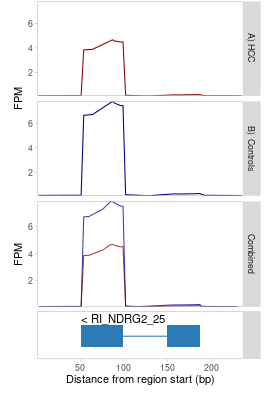 6
4
2
A) HCC
FPM
6
4
2
B) Controls
6
4
2
Combined
FPM
< RI_NDRG2_25
50 100 150 200
Distance from region start (bp)